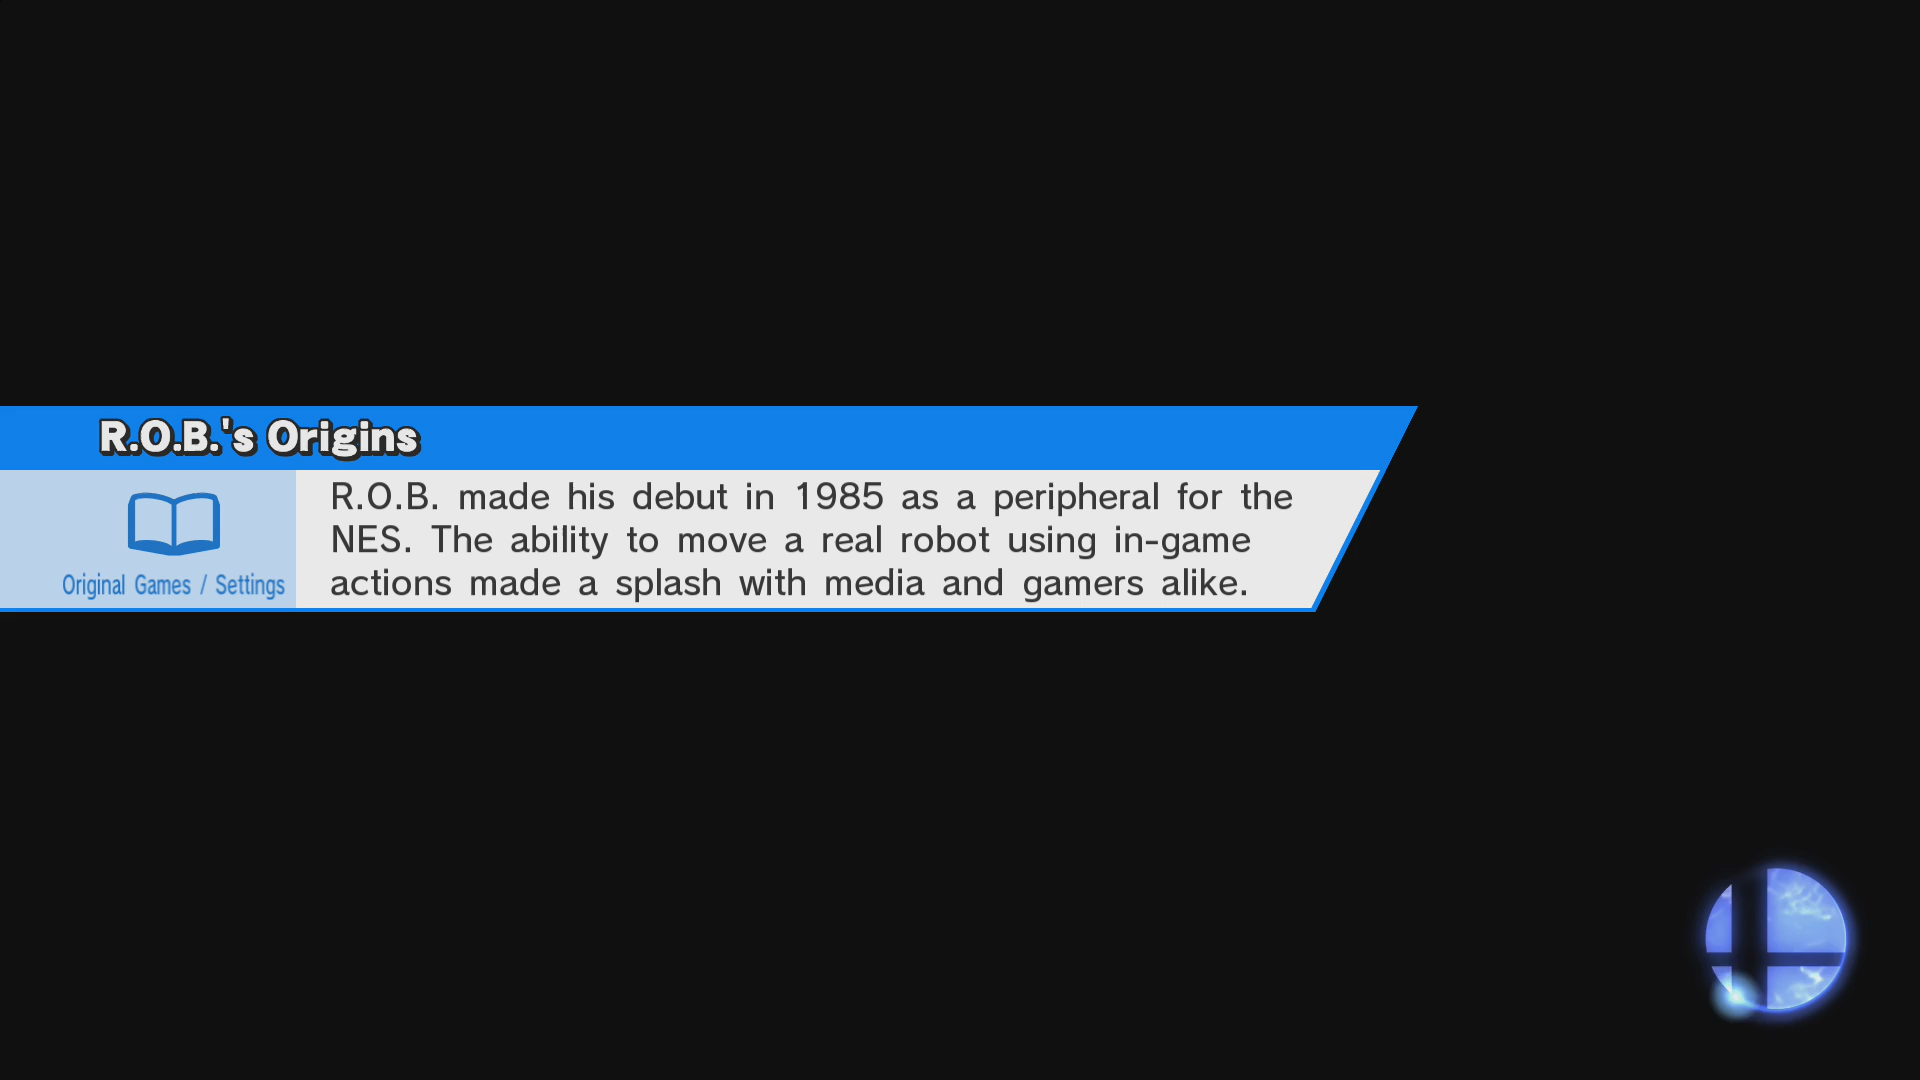 R.O.B.'s Origins
Original Games / Settings
R.O.B. made his debut in 1985 as a peripheral for the
NES. The ability to move a real robot using in-game
actions made a splash with media and gamers alike.